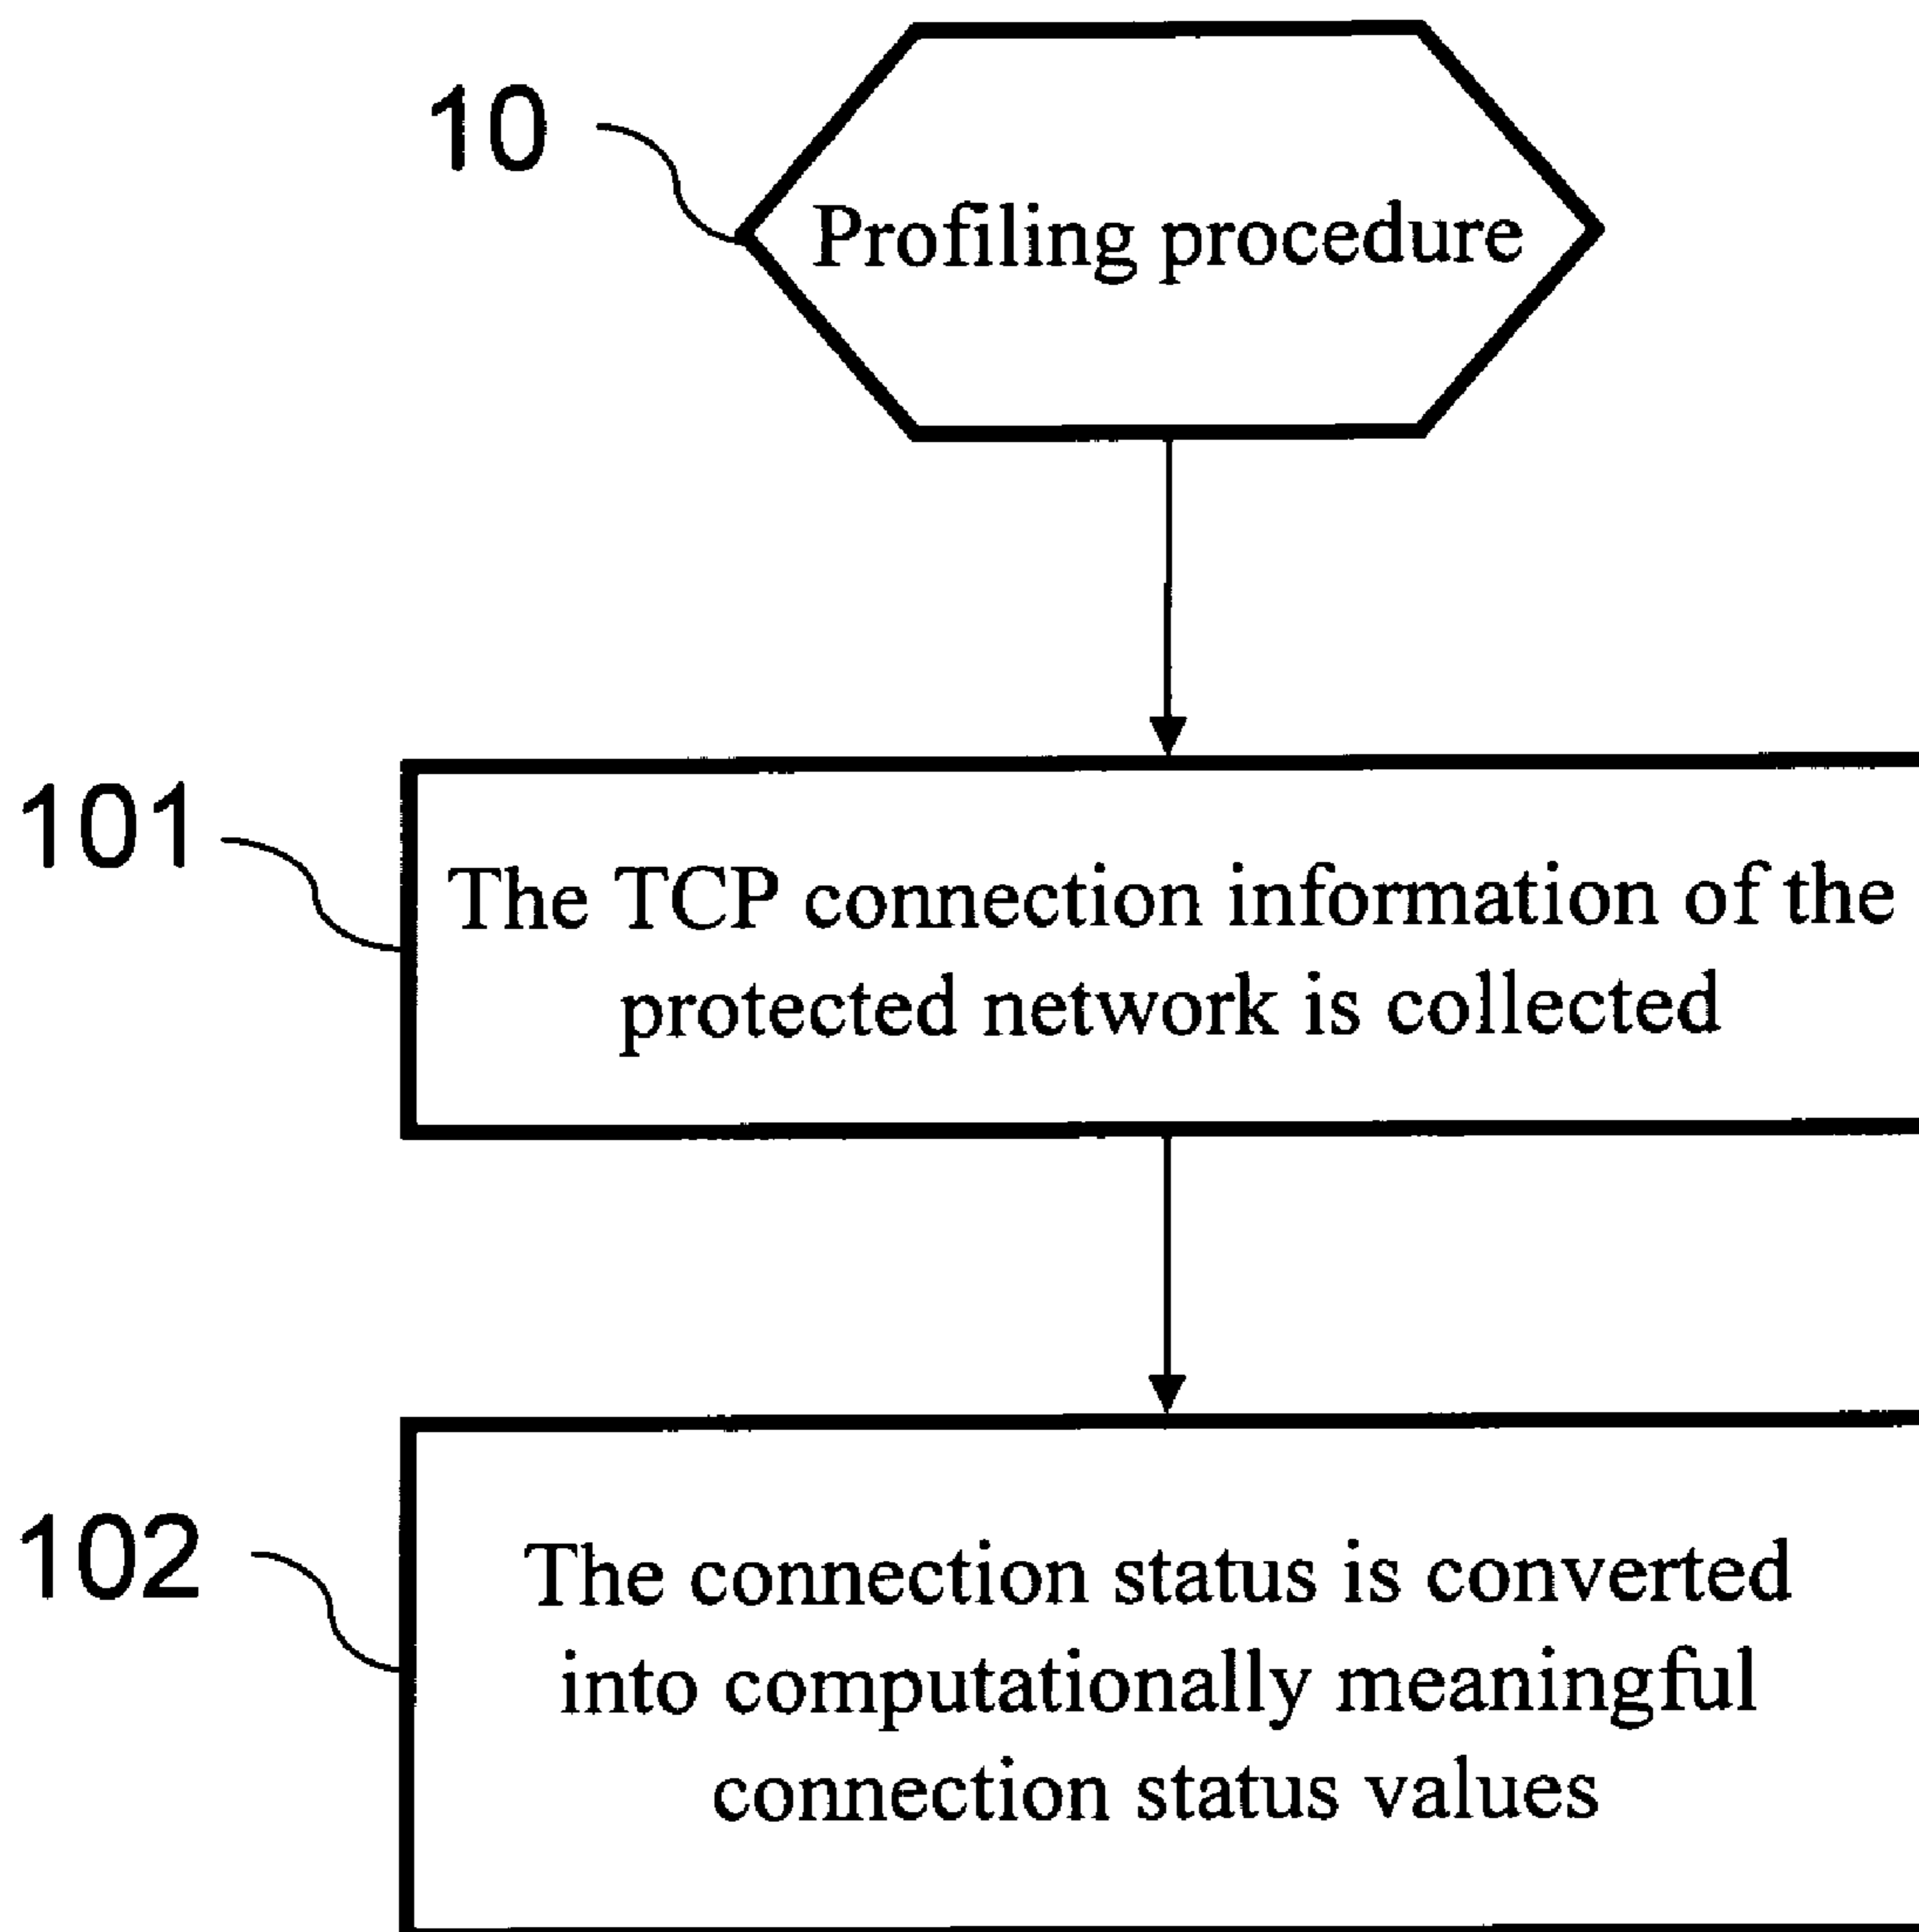 10
Profiling procedure
101
The TCP connection information of the
protected network is collected
102
The connection status is converted
into computationally meaningful
connection status values